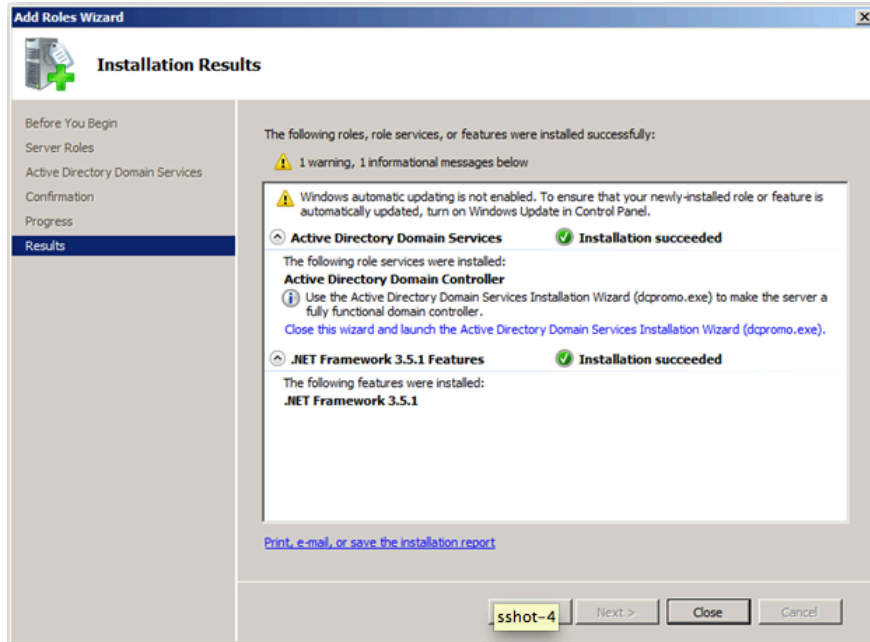 Add Roles Wizard
Installation Results
Before You Begin
Server Roles
Active Directory Domain Services
Confirmation
Progress
Results
The following roles, role services, or features were installed successfully:
1 warning, 1 informational messages below
Windows automatic updating is not enabled. To ensure that your newly-installed role or feature is
automatically updated, turn on Windows Update in Control Panel.
Active Directory Domain Services Installation succeeded
The following role services were installed:
Active Directory Domain Controller
Use the Active Directory Domain Services Installation Wizard (dcpromo.exe) to make the server a
fully functional domain controller.
Close this wizard and launch the Active Directory Domain Services Installation Wizard (dcpromo.exe).
.NET Framework 3.5.1 Features Installation succeeded
The following features were installed:
.NET Framework 3.5.1
Print, e-mail, or save the installation report
sshot-4 Next > Close Cancel